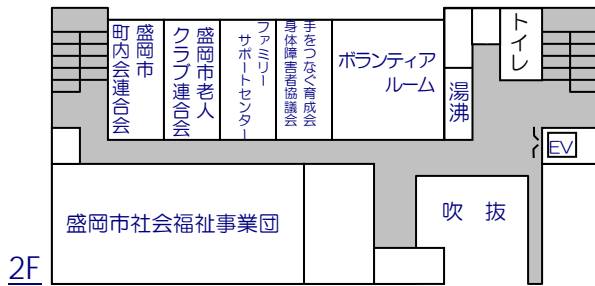 盛岡市
町内会連合会
盛岡市老人
クラブ連合会
ファミリー
サポートセンター
手をつなぐ育成会
身体障害者協議会
ボランティア
ルーム
湯沸
トイレ
EV
盛岡市社会福祉事業団
吹 抜
2F